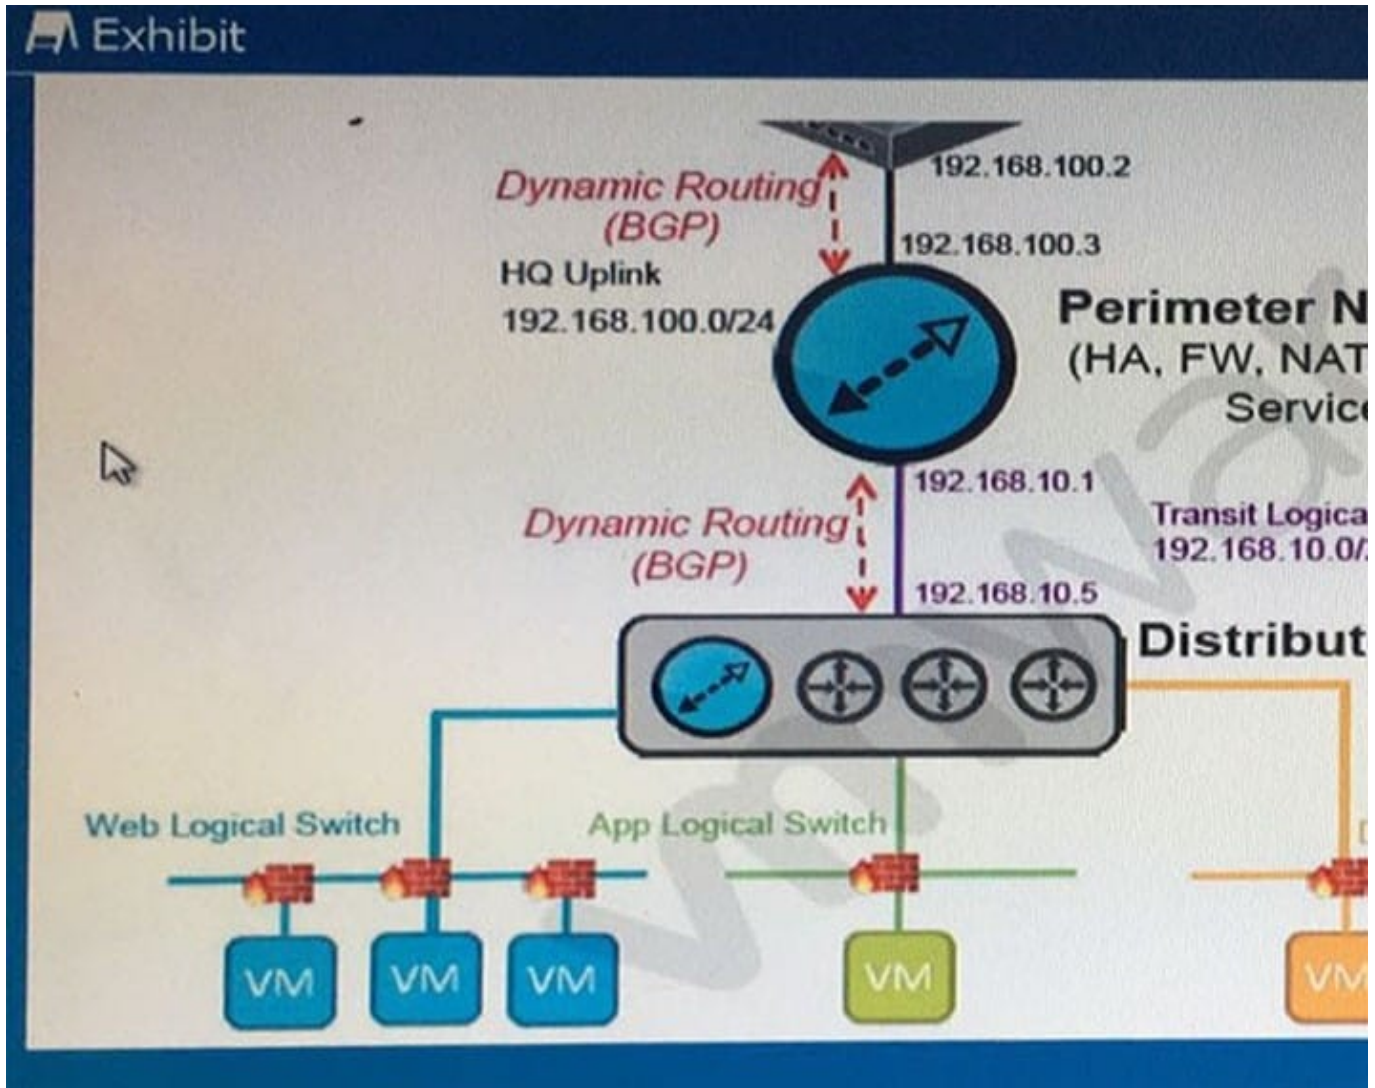 Exhibit
192.168.100.2
Dynamic Routing
(BGP)
192.168.100.3
HQ Uplink
192.168.100.0/24
Perimeter N
(HA, FW, NAT
Service
192.168.10.1
Transit Logica
Dynamic Routing
192.168.10.0/
(BGP)
192.168.10.5
Distribut
Web Logical Switch
App Logical Switch
VM
VM
VM
VM
VM